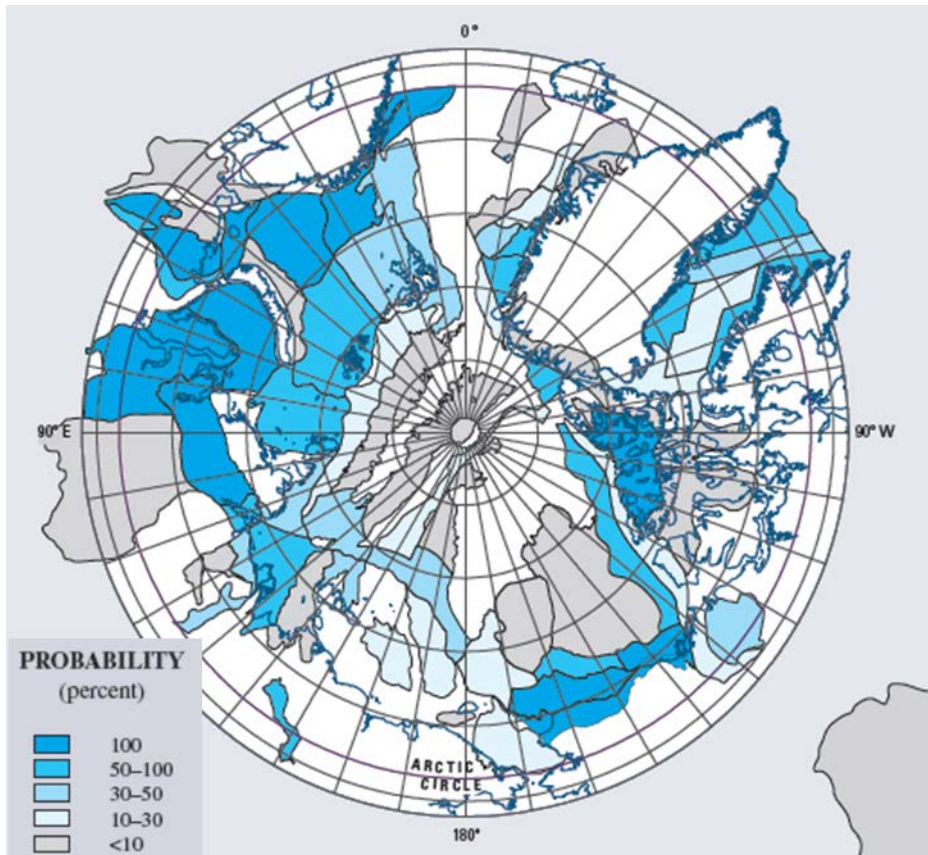 0°
90° E
90° W
ARCTIC
CIRCLE
180°
PROBABILITY
(percent)
100
50–100
30–50
10–30
<10